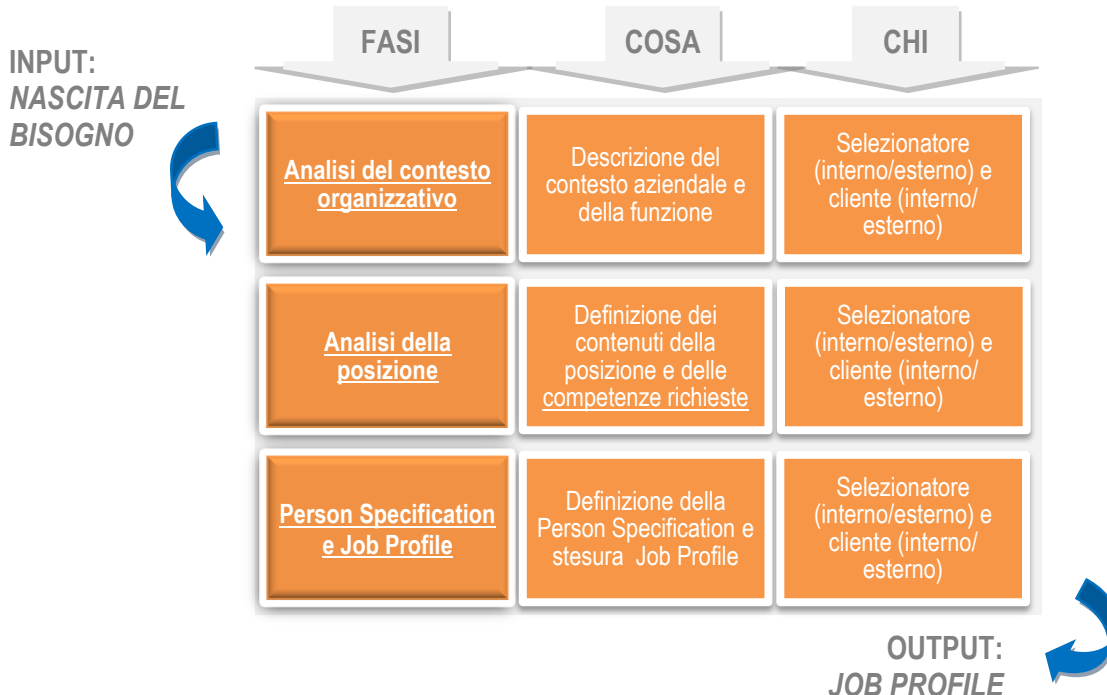 FASI
COSA
CHI
INPUT:
NASCITA DEL
BISOGNO
Analisi del contesto
organizzativo
Descrizione del
contesto aziendale e
della funzione
Selezionatore
(interno/esterno) e
cliente (interno/
esterno)
Analisi della
posizione
Definizione dei
contenuti della
posizione e delle
competenze richieste
Selezionatore
(interno/esterno) e
cliente (interno/
esterno)
Person Specification
e Job Profile
Definizione della
Person Specification e
stesura Job Profile
Selezionatore
(interno/esterno) e
cliente (interno/
esterno)
OUTPUT:
JOB PROFILE